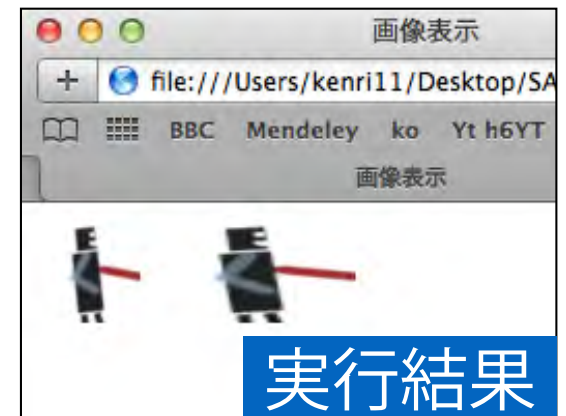 画像表示
+ file:///Users/kenri11/Desktop/SA
BBC Mendeley ko Yt h6YT
画像表示
実行結果